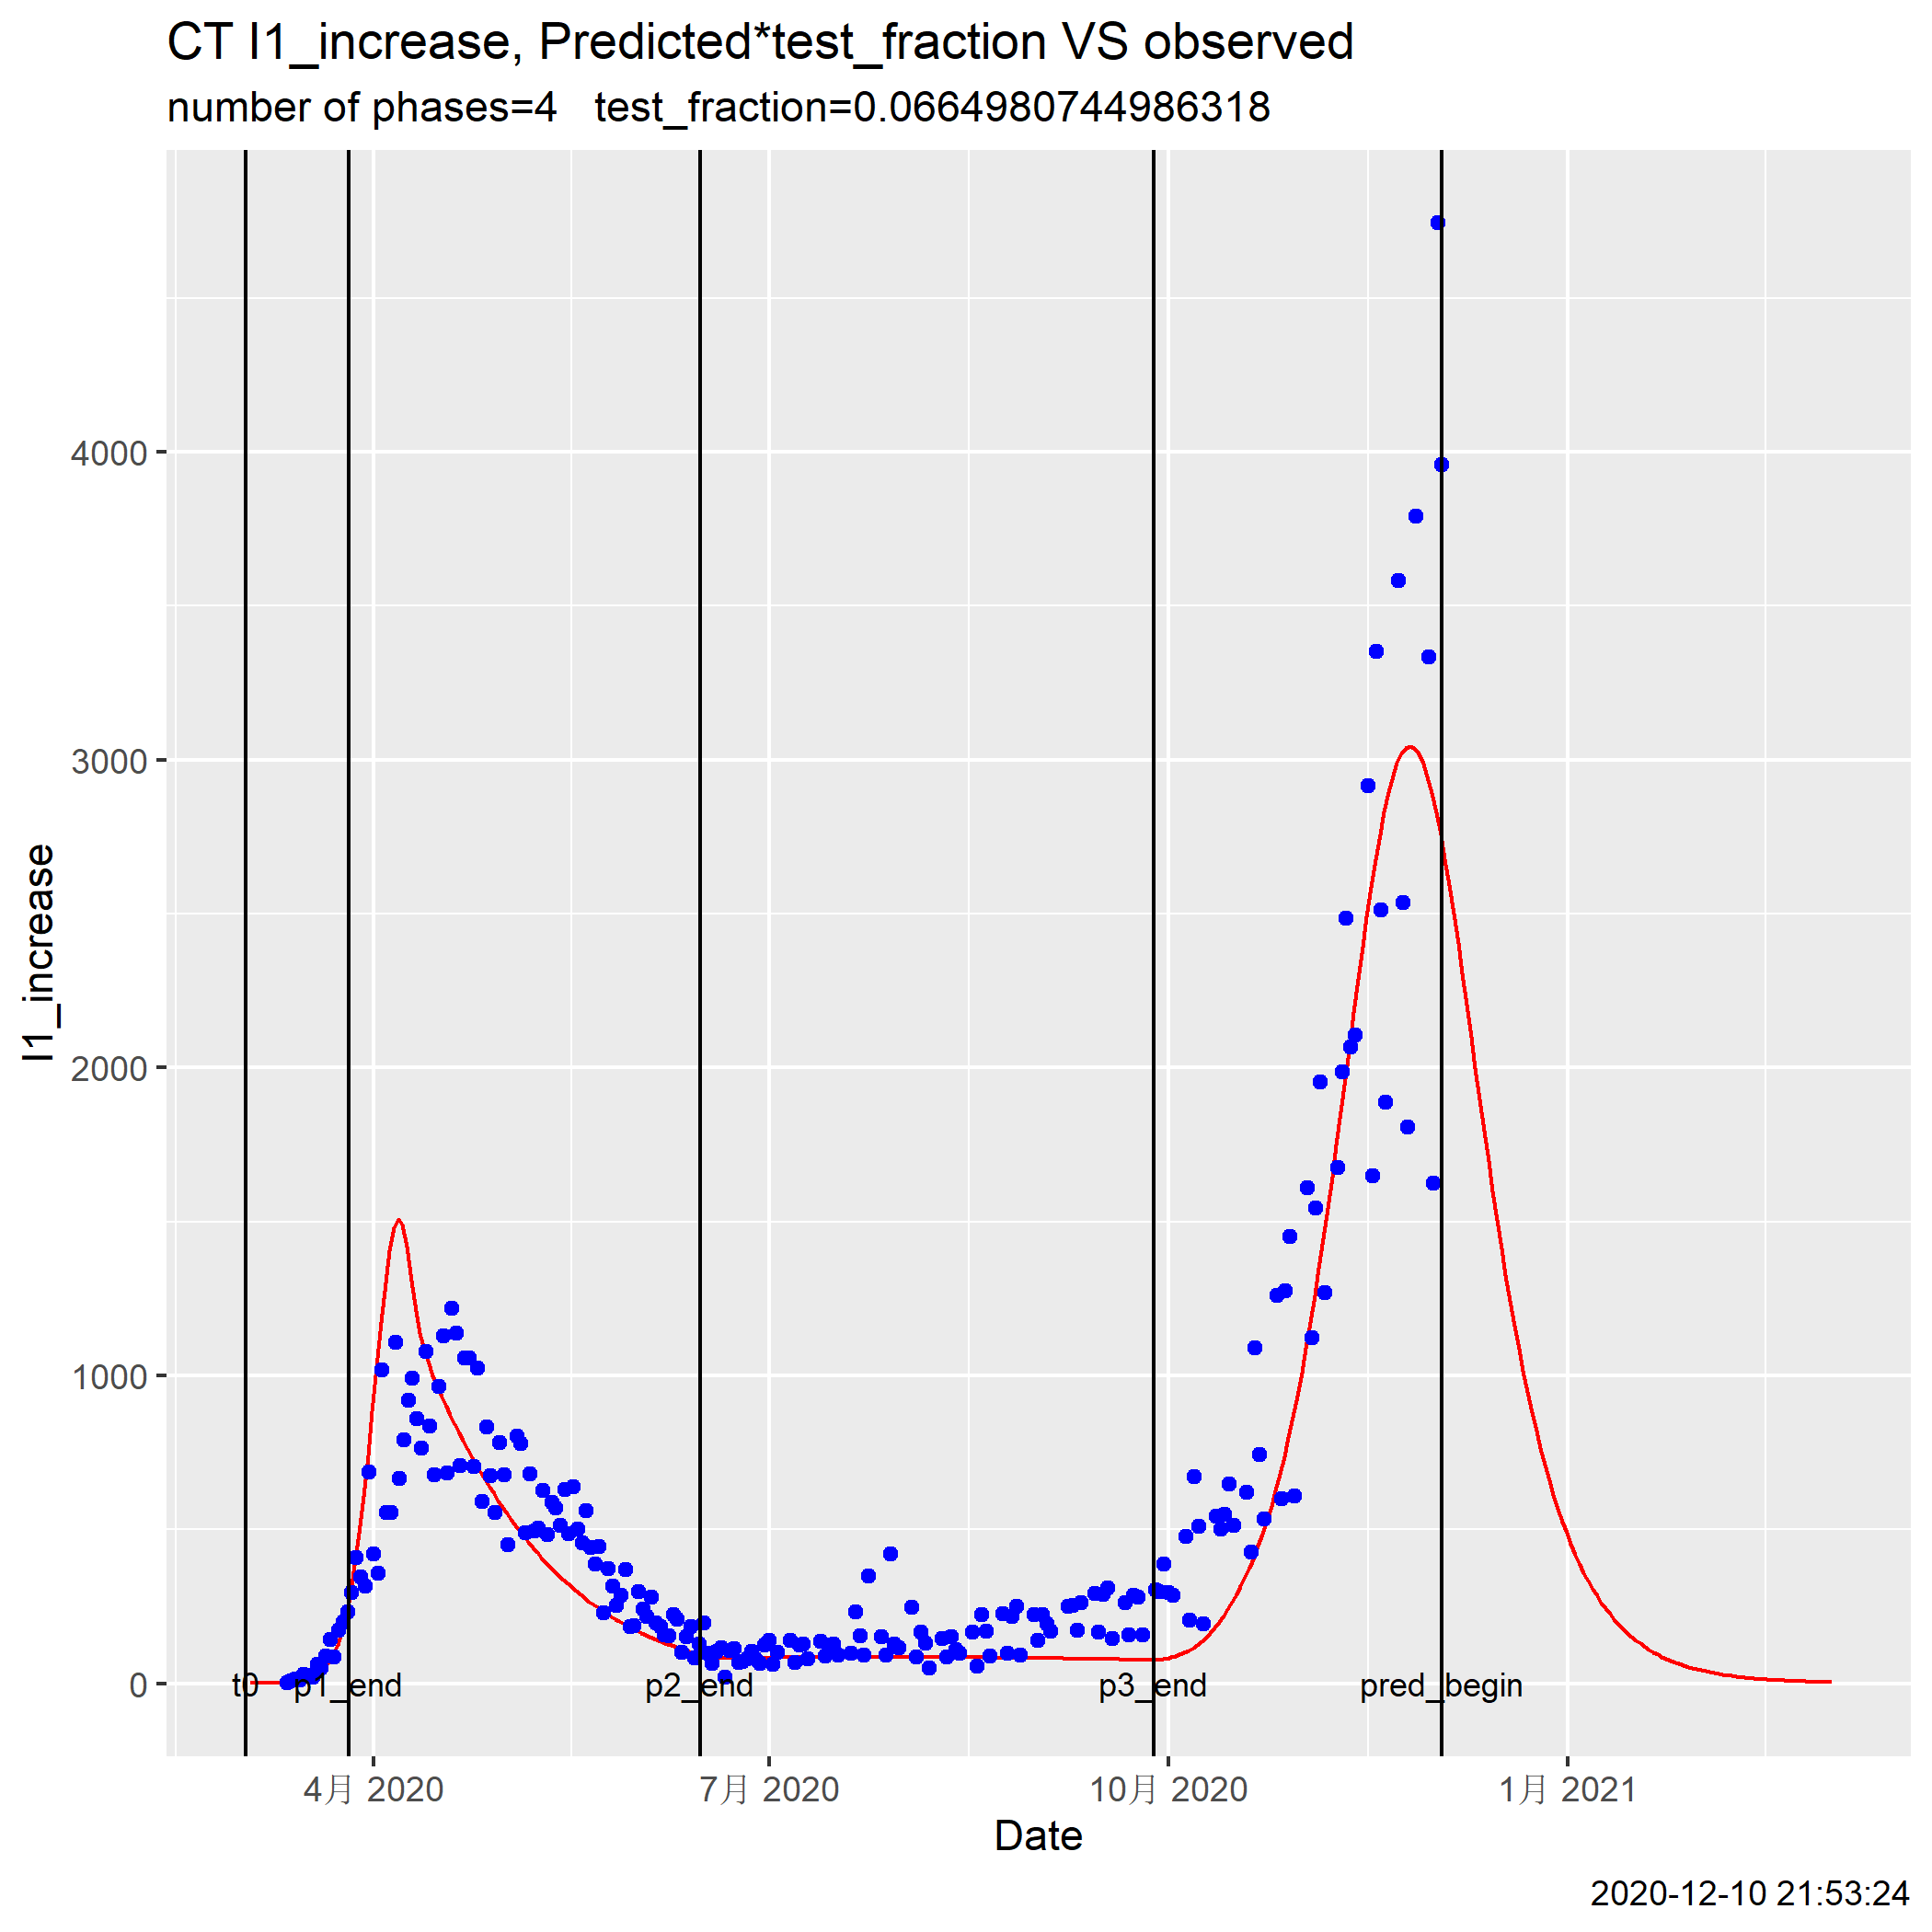 CT I1_increase, Predicted*test_fraction VS observed
number of phases=4   test_fraction=0.0664980744986318
I1_increase
4000
3000
2000
1000
0
t0 p1_end p2_end p3_end pred_begin
4月 2020 7月 2020 10月 2020 1月 2021
Date
2020-12-10 21:53:24